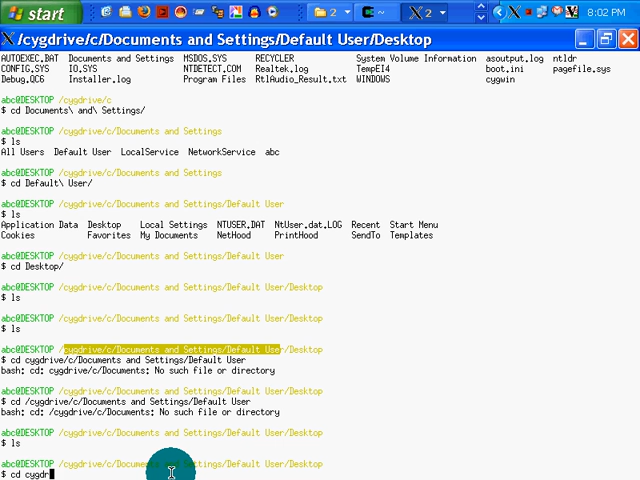 start
2
~
2
8:02 PM
/cygdrive/c/Documents and Settings/Default User/Desktop
AUTOEXEC.BAT Documents and Settings MSDOS.SYS RECYCLER System Volume Information asoutput.log ntldr
CONFIG.SYS IO.SYS NTDETECT.COM Realtek.log TempEI4 boot.ini pagefile.sys
Debug.QC6 Installer.log Program Files RtlAudio_Result.txt WINDOWS cygwin
abc@DESKTOP /cygdrive/c
$ cd Documents\ and\ Settings/
abc@DESKTOP /cygdrive/c/Documents and Settings
$ ls
All Users Default User LocalService NetworkService abc
abc@DESKTOP /cygdrive/c/Documents and Settings
$ cd Default\ User/
abc@DESKTOP /cygdrive/c/Documents and Settings/Default User
$ ls
Application Data Desktop Local Settings NTUSER.DAT NtUser.dat.LOG Recent Start Menu
Cookies Favorites My Documents NetHood PrintHood SendTo Templates
abc@DESKTOP /cygdrive/c/Documents and Settings/Default User
$ cd Desktop/
abc@DESKTOP /cygdrive/c/Documents and Settings/Default User/Desktop
$ ls
abc@DESKTOP /cygdrive/c/Documents and Settings/Default User/Desktop
$ ls
abc@DESKTOP /cygdrive/c/Documents and Settings/Default User/Desktop
$ cd cygdrive/c/Documents and Settings/Default User
bash: cd: cygdrive/c/Documents: No such file or directory
abc@DESKTOP /cygdrive/c/Documents and Settings/Default User/Desktop
$ cd /cygdrive/c/Documents and Settings/Default User
bash: cd: /cygdrive/c/Documents: No such file or directory
abc@DESKTOP /cygdrive/c/Documents and Settings/Default User/Desktop
$ ls
abc@DESKTOP /cygdrive/c/Documents and Settings/Default User/Desktop
$ cd cygdr